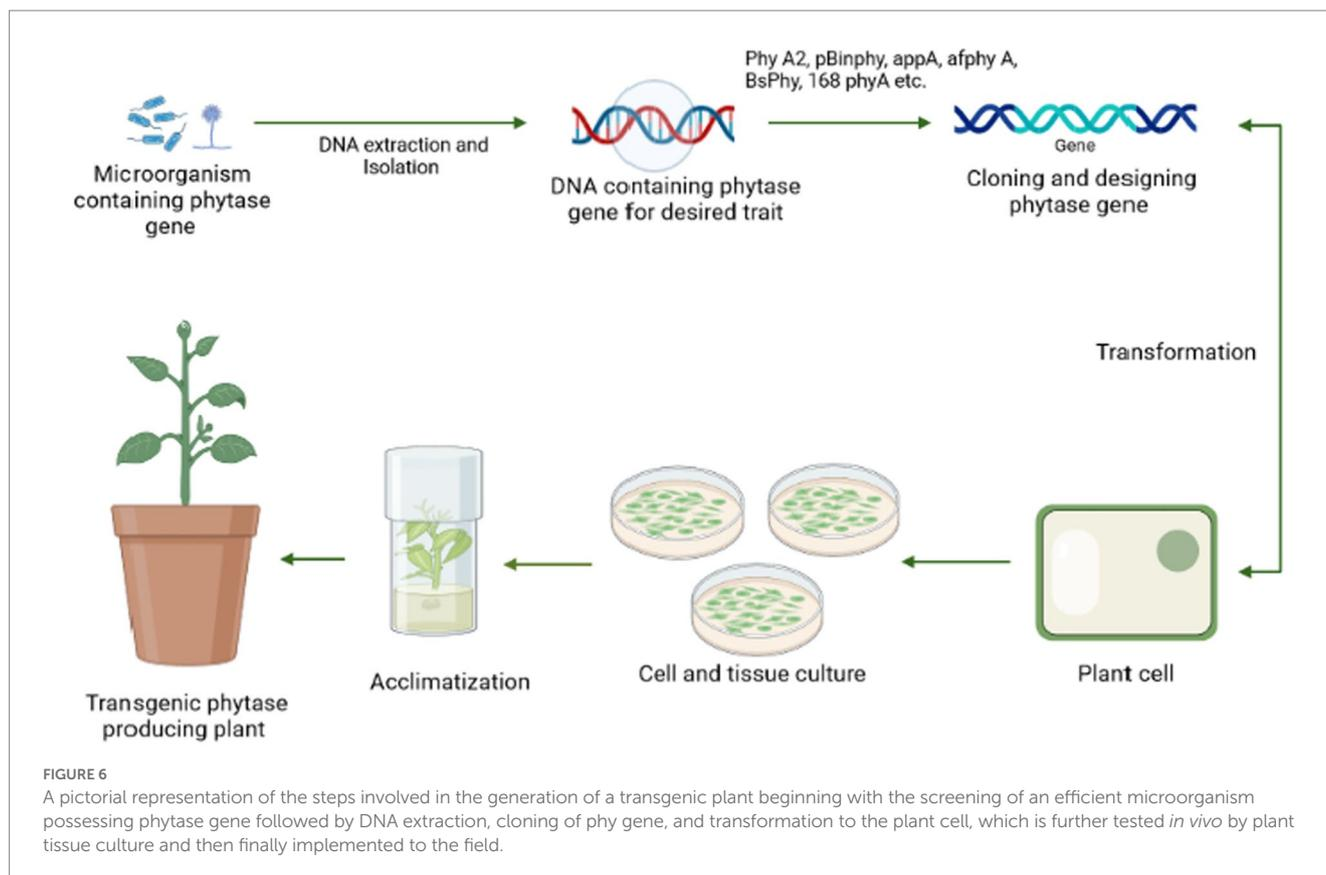 Phy A2, pBinphy, appA, afphy A,
BsPhy, 168 phyA etc.
DNA extraction and
Isolation
Gene
Microorganism
containing phytase
gene
DNA containing phytase
gene for desired trait
Cloning and designing
phytase gene
Transformation
Transgenic phytase
producing plant
Acclimatization
Cell and tissue culture
Plant cell
FIGURE 6
A pictorial representation of the steps involved in the generation of a transgenic plant beginning with the screening of an efficient microorganism
possessing phytase gene followed by DNA extraction, cloning of phy gene, and transformation to the plant cell, which is further tested in vivo by plant
tissue culture and then finally implemented to the field.